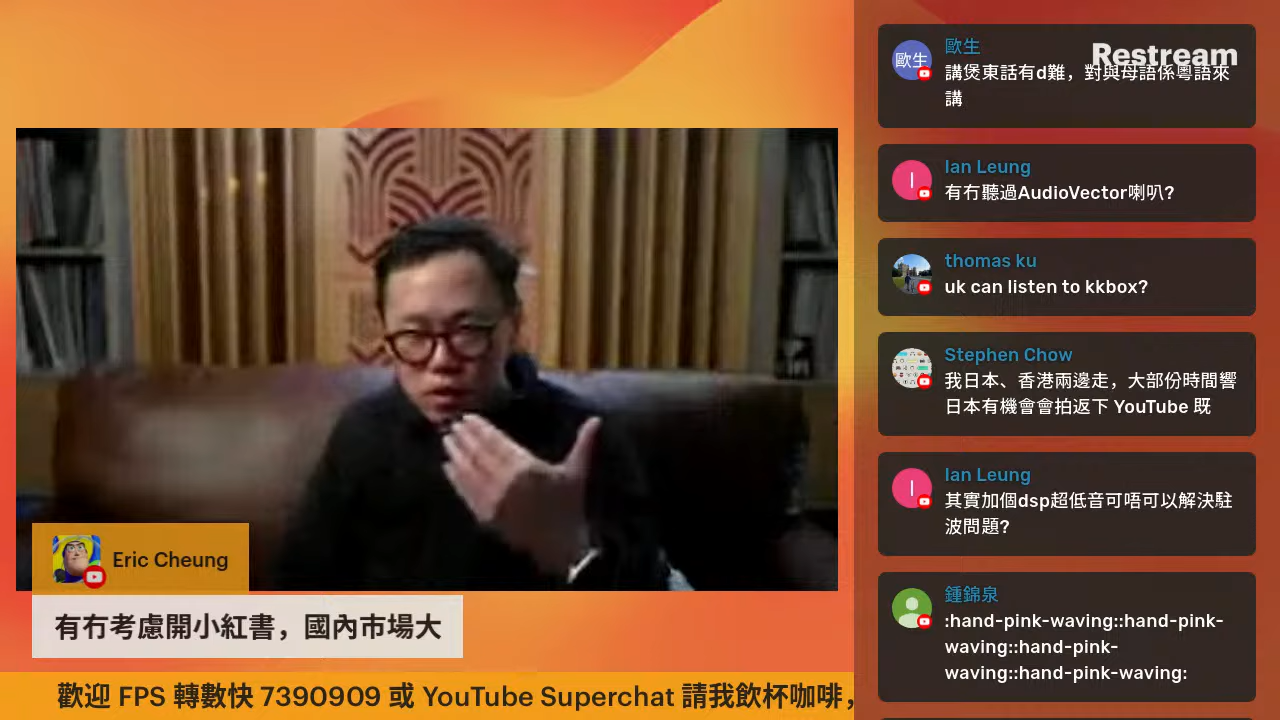 Restream
歐生
歐生
講煲東話有d難，對與母語係粵語來
講
I
Ian Leung
有冇聽過AudioVector喇叭?
thomas ku
uk can listen to kkbox?
Stephen Chow
我日本、香港兩邊走，大部份時間響
日本有機會會拍返下 YouTube 既
I
Ian Leung
其實加個dsp超低音可唔可以解決駐
波問題?
鍾錦泉
:hand-pink-waving::hand-pink-
waving::hand-pink-
waving::hand-pink-waving:
Eric Cheung
有冇考慮開小紅書，國內市場大
歡迎 FPS 轉數快 7390909 或 YouTube Superchat 請我飲杯咖啡，